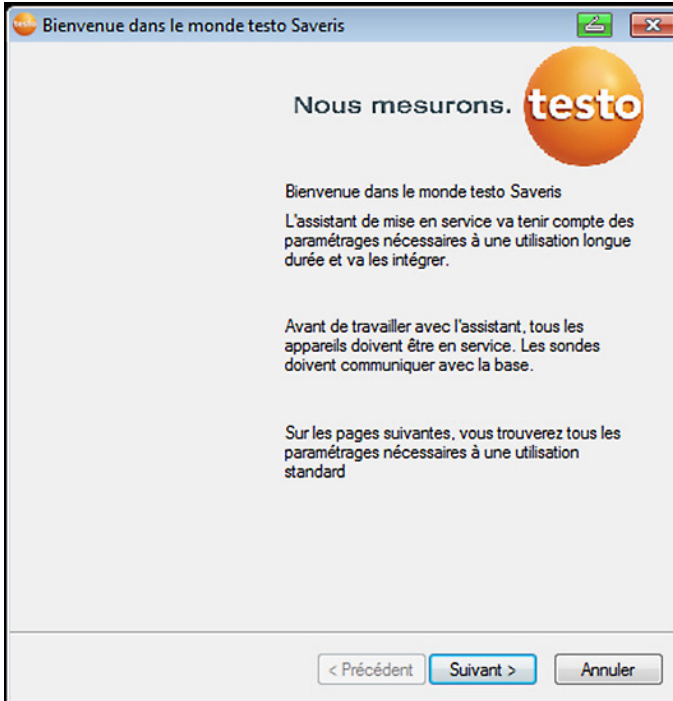 testo
Bienvenue dans le monde testo Saveris
Nous mesurons.
testo
Bienvenue dans le monde testo Saveris
L'assistant de mise en service va tenir compte des
paramétrages nécessaires à une utilisation longue
durée et va les intégrer.
Avant de travailler avec l'assistant, tous les
appareils doivent être en service. Les sondes
doivent communiquer avec la base.
Sur les pages suivantes, vous trouverez tous les
paramétrages nécessaires à une utilisation
standard
< Précédent
Suivant >
Annuler